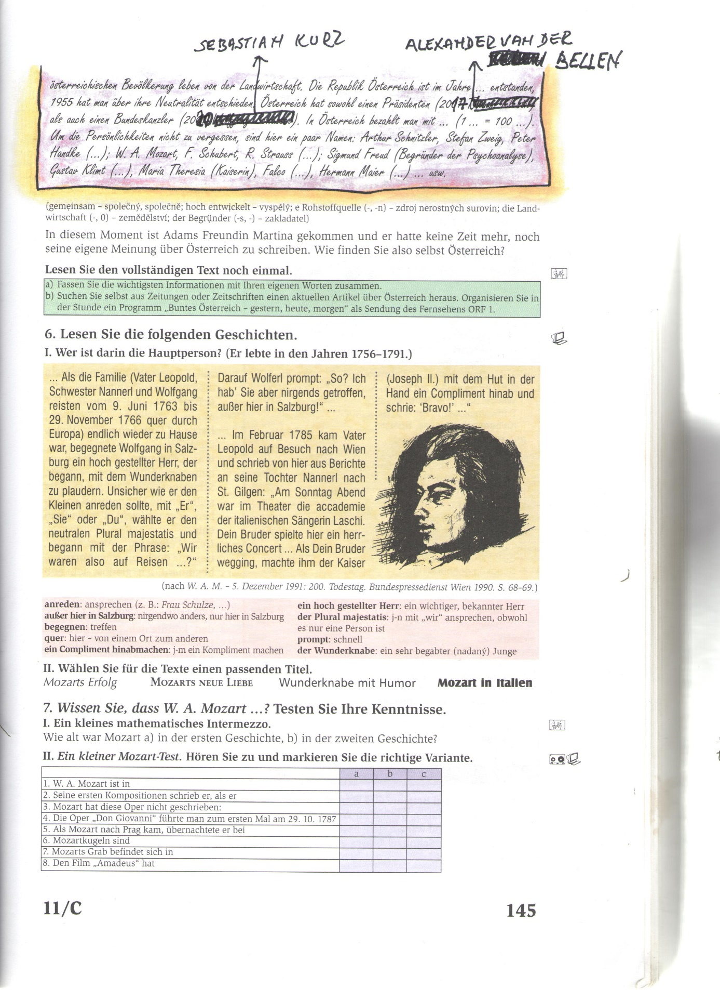 SEBASTIAN KURZ
ALEXANDER VAN DER
BELLEN
österreichischen Bevölkerung leben von der Landwirtschaft. Die Republik Österreich ist im Jahre ... entstanden,
1955 hat man über ihre Neutralität entschieden. Österreich hat sowohl einen Präsidenten (2017
als auch einen Bundeskanzler (2020 ). In Österreich bezahlt man mit ... (1 ... = 100 ...).
Um die Persönlichkeiten nicht zu vergessen, sind hier ein paar Namen: Arthur Schnitzler, Stefan Zweig, Peter
Handke (...); W. A. Mozart, F. Schubert, R. Strauss (...); Sigmund Freud (Begründer der Psychoanalyse),
Gustav Klimt (...), Maria Theresia (Kaiserin), Falco (...), Hermann Maier (...) ... usw.
(gemeinsam – společný, společně; hoch entwickelt – vyspělý; e Rohstoffquelle (-, -n) – zdroj nerostných surovin; die Land-
wirtschaft (-, 0) – zemědělství; der Begründer (-s, -) – zakladatel)
In diesem Moment ist Adams Freundin Martina gekommen und er hatte keine Zeit mehr, noch
seine eigene Meinung über Österreich zu schreiben. Wie finden Sie also selbst Österreich?
Lesen Sie den vollständigen Text noch einmal.
a) Fassen Sie die wichtigsten Informationen mit Ihren eigenen Worten zusammen.
b) Suchen Sie selbst aus Zeitungen oder Zeitschriften einen aktuellen Artikel über Österreich heraus. Organisieren Sie in
der Stunde ein Programm „Buntes Österreich – gestern, heute, morgen“ als Sendung des Fernsehens ORF 1.
6. Lesen Sie die folgenden Geschichten.
I. Wer ist darin die Hauptperson? (Er lebte in den Jahren 1756–1791.)
... Als die Familie (Vater Leopold,
Schwester Nannerl und Wolfgang
reisten vom 9. Juni 1763 bis
29. November 1766 quer durch
Europa) endlich wieder zu Hause
war, begegnete Wolfgang in Salz-
burg ein hoch gestellter Herr, der
begann, mit dem Wunderknaben
zu plaudern. Unsicher wie er den
Kleinen anreden sollte, mit „Er“,
„Sie“ oder „Du“, wählte er den
neutralen Plural majestatis und
begann mit der Phrase: „Wir
waren also auf Reisen ...?“
Darauf Wolferl prompt: „So? Ich
hab’ Sie aber nirgends getroffen,
außer hier in Salzburg!“ ...
... Im Februar 1785 kam Vater
Leopold auf Besuch nach Wien
und schrieb von hier aus Berichte
an seine Tochter Nannerl nach
St. Gilgen: „Am Sonntag Abend
war im Theater die accademie
der italienischen Sängerin Laschi.
Dein Bruder spielte hier ein herr-
liches Concert ... Als Dein Bruder
wegging, machte ihm der Kaiser
(Joseph II.) mit dem Hut in der
Hand ein Compliment hinab und
schrie: ‘Bravo!’ ...“
(nach W. A. M. – 5. Dezember 1991: 200. Todestag. Bundespressedienst Wien 1990. S. 68–69.)
anreden: ansprechen (z. B.: Frau Schulze, ...)
außer hier in Salzburg: nirgendwo anders, nur hier in Salzburg
begegnen: treffen
quer: hier – von einem Ort zum anderen
ein Compliment hinabmachen: j-m ein Kompliment machen
ein hoch gestellter Herr: ein wichtiger, bekannter Herr
der Plural majestatis: j-n mit „wir“ ansprechen, obwohl
es nur eine Person ist
prompt: schnell
der Wunderknabe: ein sehr begabter (nadaný) Junge
II. Wählen Sie für die Texte einen passenden Titel.
Mozarts Erfolg MOZARTS NEUE LIEBE Wunderknabe mit Humor Mozart in Italien
7. Wissen Sie, dass W. A. Mozart ...? Testen Sie Ihre Kenntnisse.
I. Ein kleines mathematisches Intermezzo.
Wie alt war Mozart a) in der ersten Geschichte, b) in der zweiten Geschichte?
II. Ein kleiner Mozart-Test. Hören Sie zu und markieren Sie die richtige Variante.
a b c
1. W. A. Mozart ist in
2. Seine ersten Kompositionen schrieb er, als er
3. Mozart hat diese Oper nicht geschrieben:
4. Die Oper „Don Giovanni“ führte man zum ersten Mal am 29. 10. 1787
5. Als Mozart nach Prag kam, übernachtete er bei
6. Mozartkugeln sind
7. Mozarts Grab befindet sich in
8. Den Film „Amadeus“ hat
11/C
145